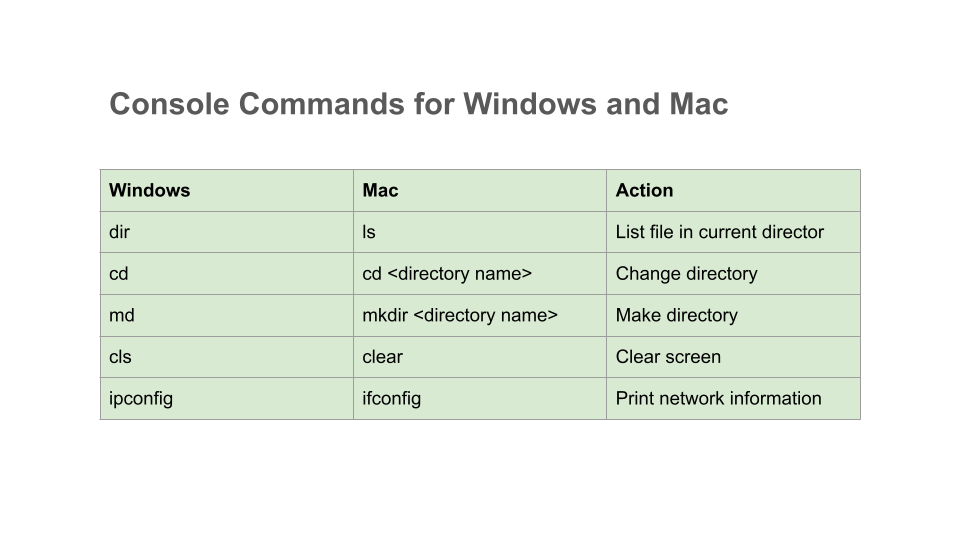 Console Commands for Windows and Mac
Windows Mac Action
dir ls List file in current director
cd cd <directory name> Change directory
md mkdir <directory name> Make directory
cls clear Clear screen
ipconfig ifconfig Print network information